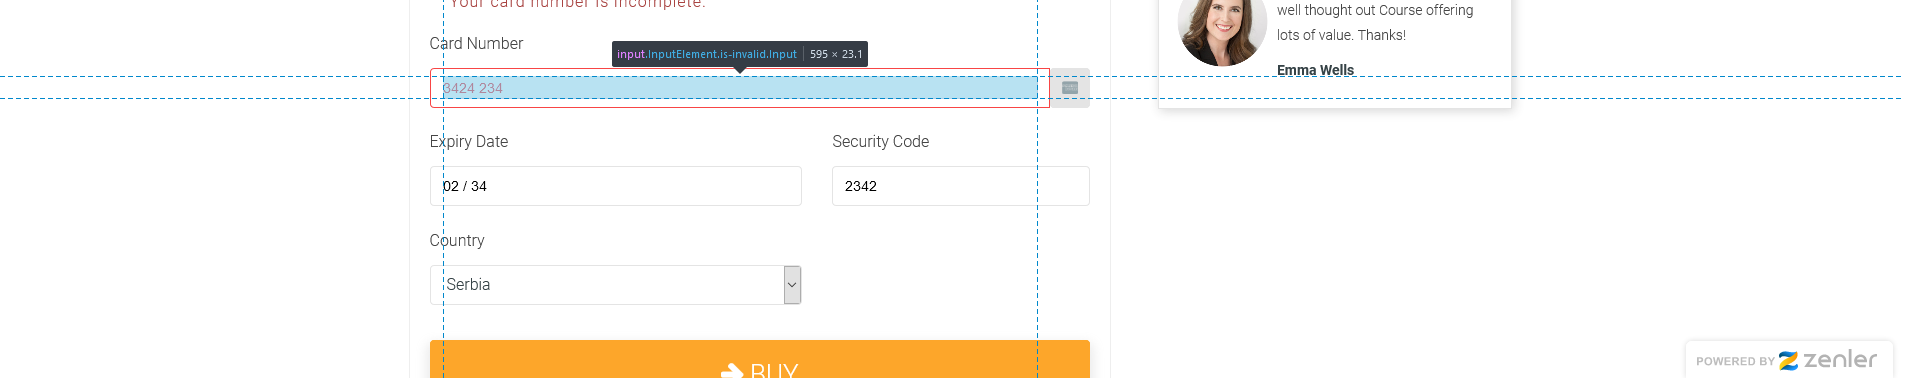 Your card number is incomplete.
Card Number
input.InputElement.is-invalid.Input 595 × 23.1
3424 234
Expiry Date
Security Code
02 / 34
2342
Country
Serbia
BUY
well thought out Course offering
lots of value. Thanks!
Emma Wells
POWERED BY zenler